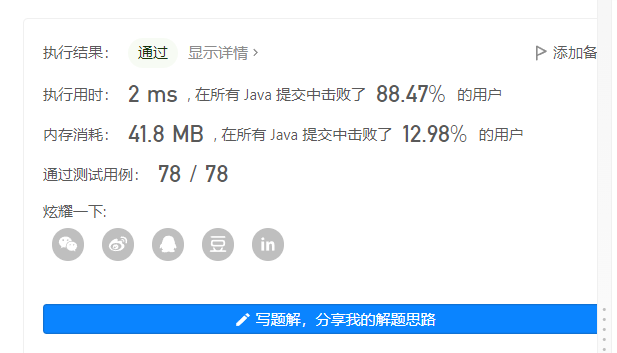 执行结果： 通过 显示详情 > 添加备
执行用时： 2 ms , 在所有 Java 提交中击败了 88.47% 的用户
内存消耗： 41.8 MB , 在所有 Java 提交中击败了 12.98% 的用户
通过测试用例： 78 / 78
炫耀一下:
写题解，分享我的解题思路